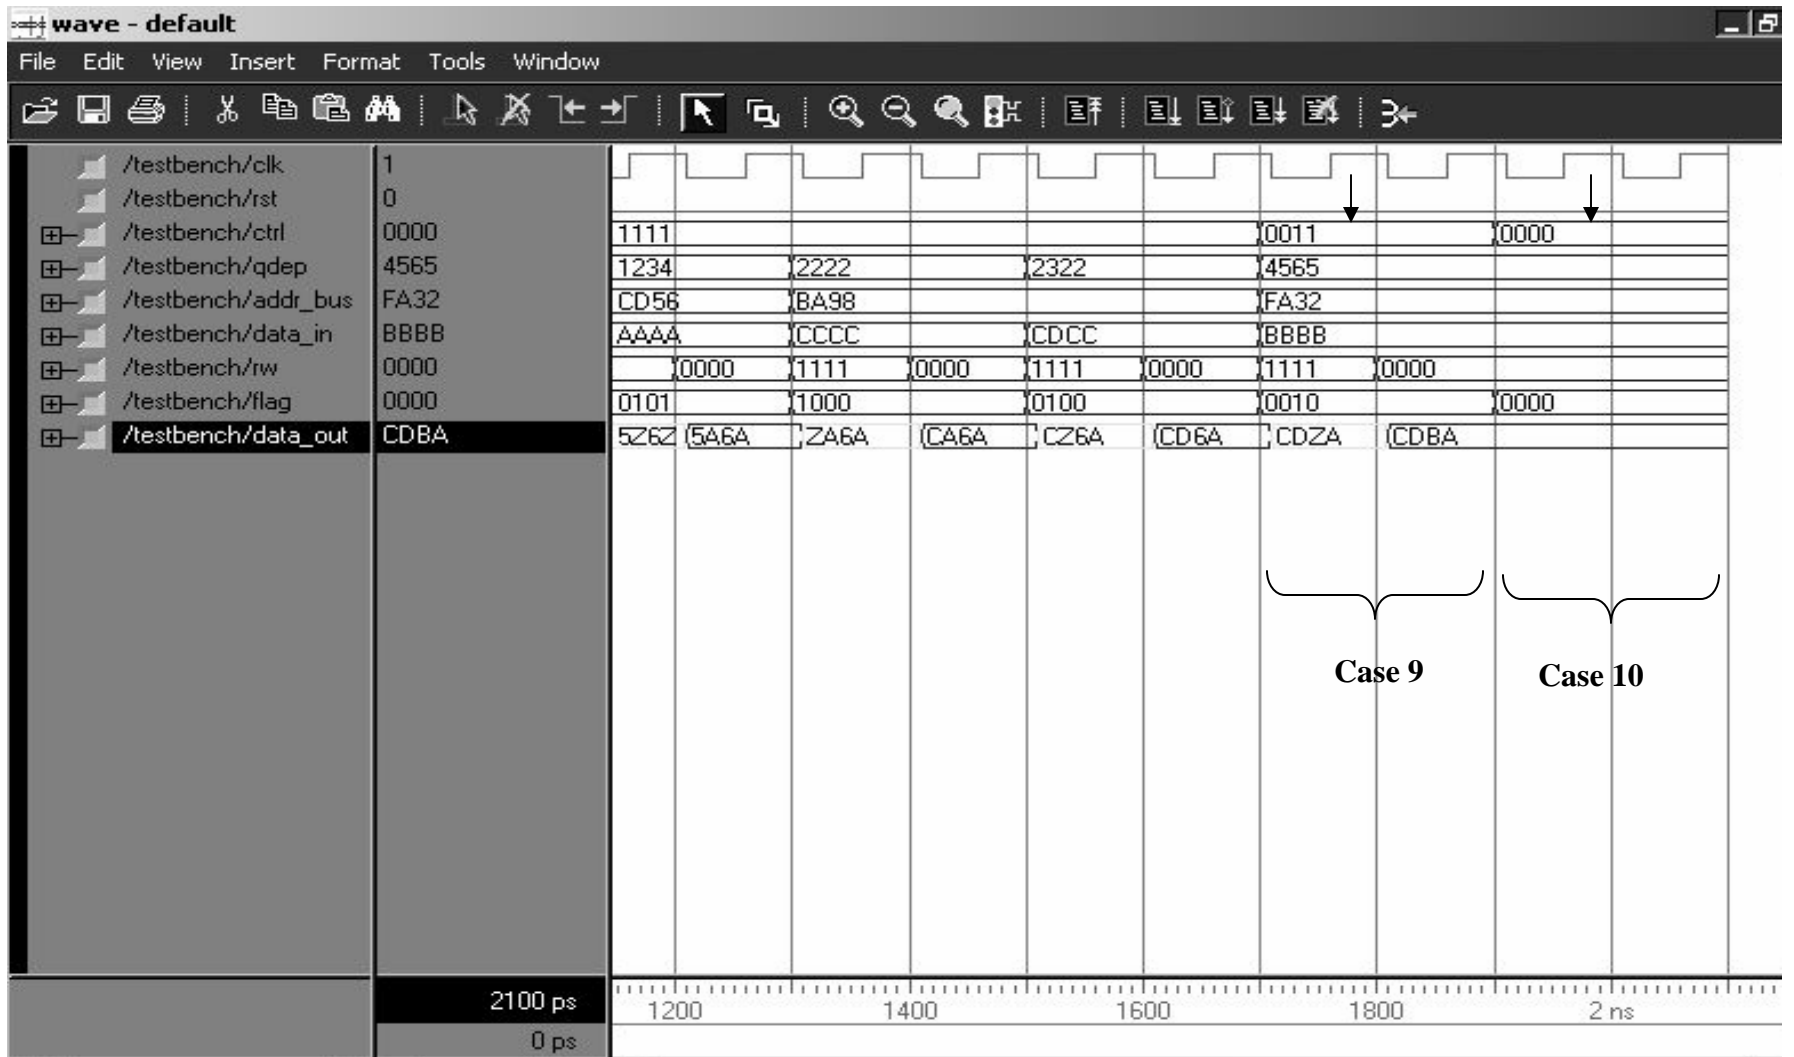 wave - default
File Edit View Insert Format Tools Window
/testbench/clk 1
/testbench/rst 0
/testbench/ctrl 0000 1111 0011 0000
/testbench/qdep 4565 1234 2222 2322 4565
/testbench/addr_bus FA32 CD56 BA98 FA32
/testbench/data_in BBBB AAAA CCCC CDCC BBBB
/testbench/rw 0000 0000 1111 0000 1111 0000 1111 0000
/testbench/flag 0000 0101 1000 0100 0010 0000
/testbench/data_out CDBA 5Z6Z 5A6A ZA6A CA6A CZ6A CD6A CDZA CDBA
Case 9 Case 10
2100 ps
1200 1400 1600 1800 2 ns
0 ps